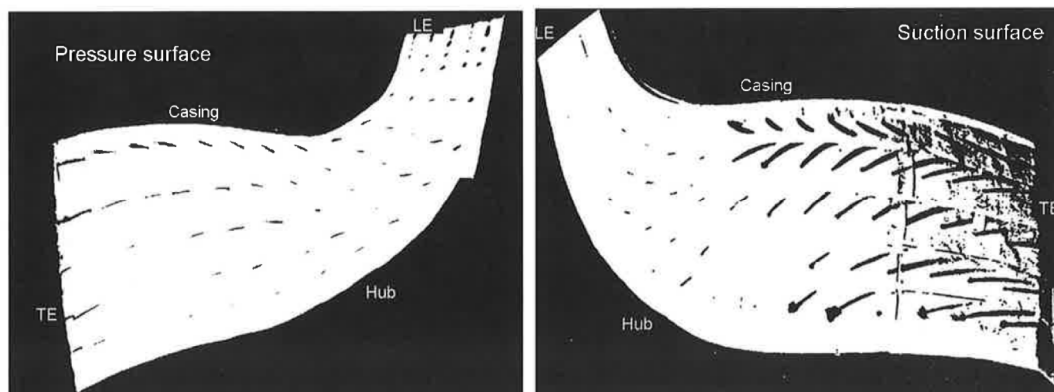 LE
Pressure surface
Casing
Hub
TE
LE
Suction surface
Casing
TE
Hub